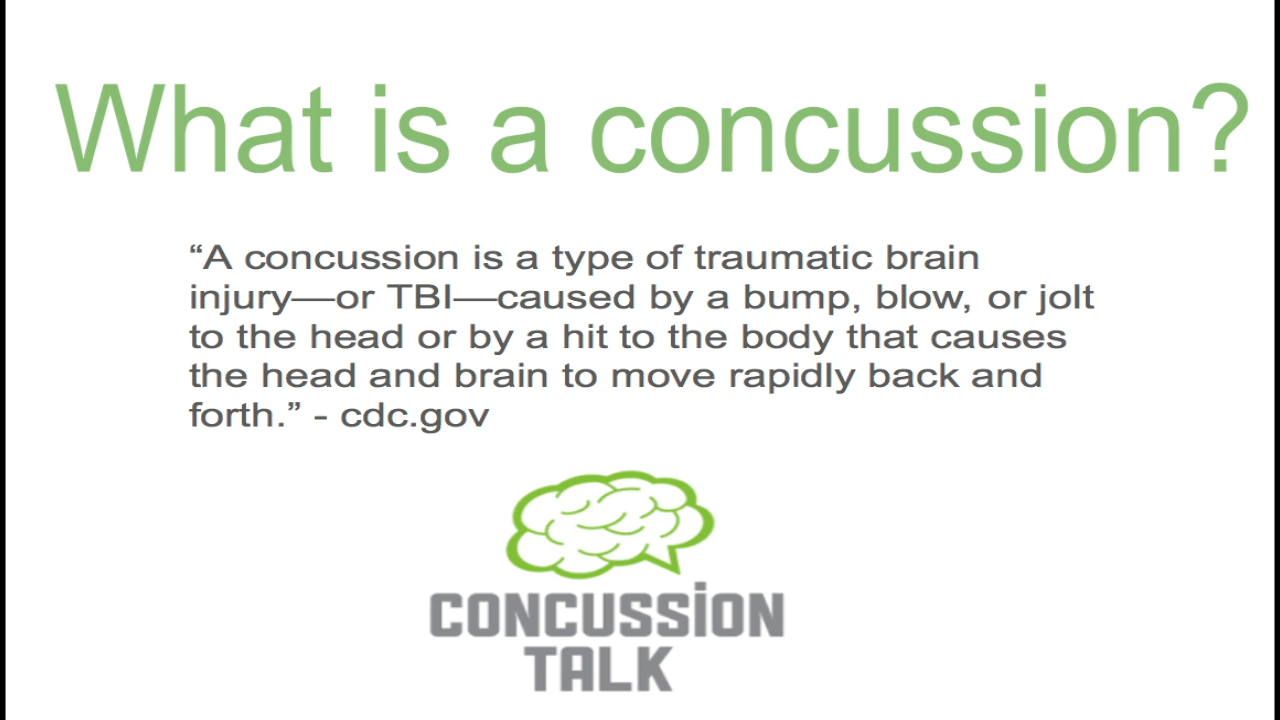 What is a concussion?
“A concussion is a type of traumatic brain
injury—or TBI—caused by a bump, blow, or jolt
to the head or by a hit to the body that causes
the head and brain to move rapidly back and
forth.” - cdc.gov
CONCUSSiON
TALK